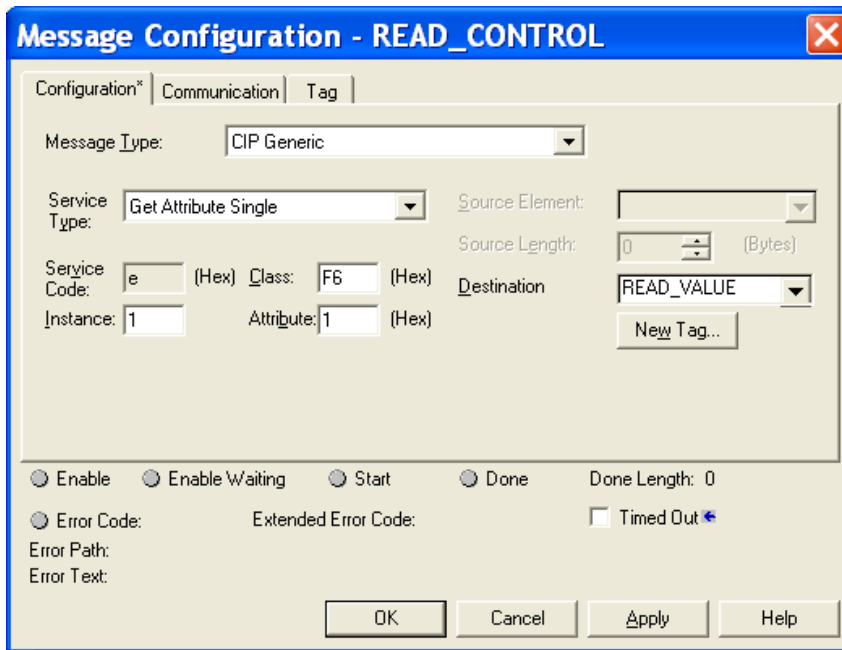 Message Configuration - READ_CONTROL
Configuration* Communication Tag
Message Type: CIP Generic
Service Type: Get Attribute Single
Source Element:
Source Length: 0 (Bytes)
Service Code: e (Hex) Class: F6 (Hex)
Destination READ_VALUE
Instance: 1 Attribute: 1 (Hex)
New Tag...
Enable Enable Waiting Start Done Done Length: 0
Error Code: Extended Error Code: Timed Out
Error Path:
Error Text:
OK Cancel Apply Help